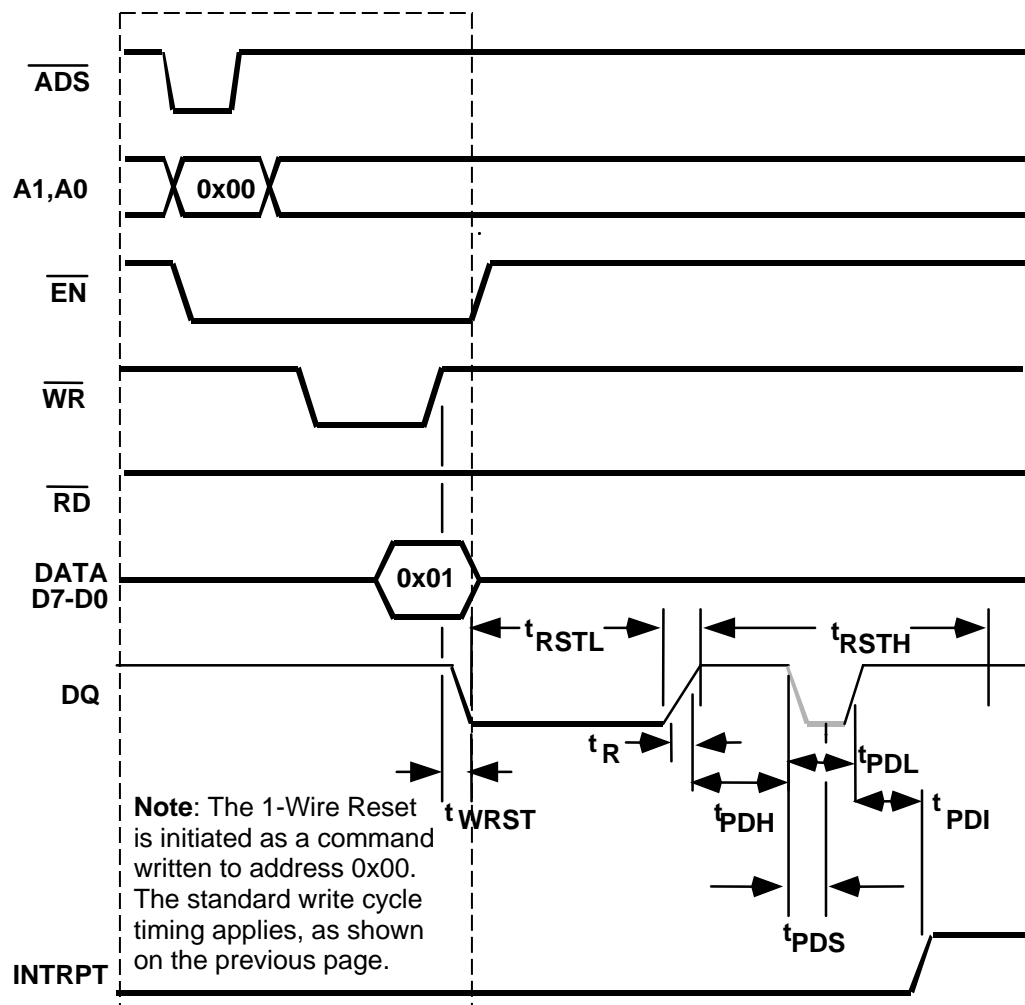 ADS
A1,A0
0x00
EN
WR
RD
DATA
D7-D0
0x01
tRSTL
tRSTH
DQ
tR
tPDL
tWRST
tPDH
tPDI
Note: The 1-Wire Reset
is initiated as a command
written to address 0x00.
The standard write cycle
timing applies, as shown
on the previous page.
tPDS
INTRPT